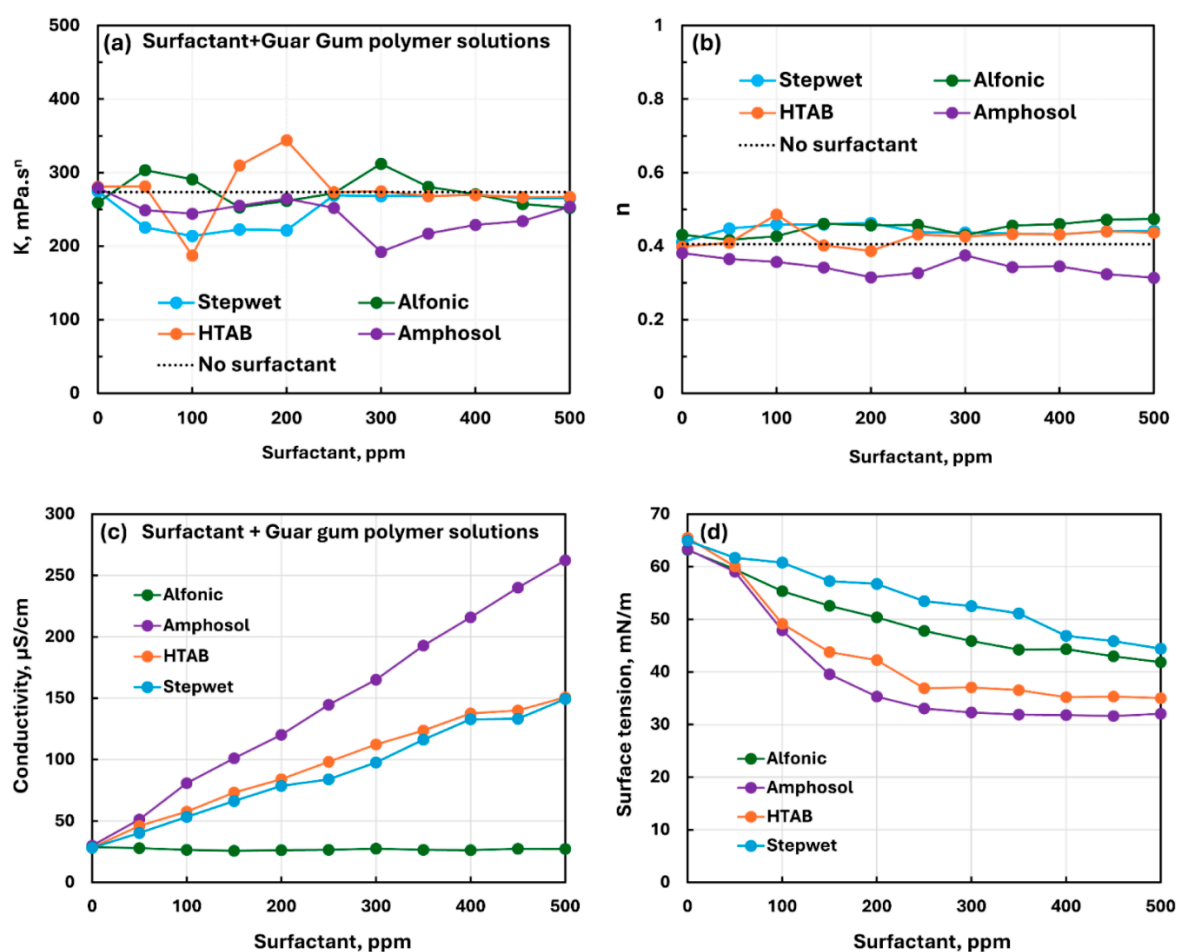 (a) Surfactant+Guar Gum polymer solutions
500
400
300
200
100
0
K, mPa.sⁿ
Stepwet Alfonic
HTAB Amphosol
No surfactant
0 100 200 300 400 500
Surfactant, ppm
(b)
1
0.8
0.6
0.4
0.2
0
n
Stepwet Alfonic
HTAB Amphosol
No surfactant
0 100 200 300 400 500
Surfactant, ppm
(c) Surfactant + Guar gum polymer solutions
300
250
200
150
100
50
0
Conductivity, µS/cm
Alfonic
Amphosol
HTAB
Stepwet
0 100 200 300 400 500
Surfactant, ppm
(d)
70
60
50
40
30
20
10
0
Surface tension, mN/m
Alfonic
Amphosol
HTAB
Stepwet
0 100 200 300 400 500
Surfactant, ppm